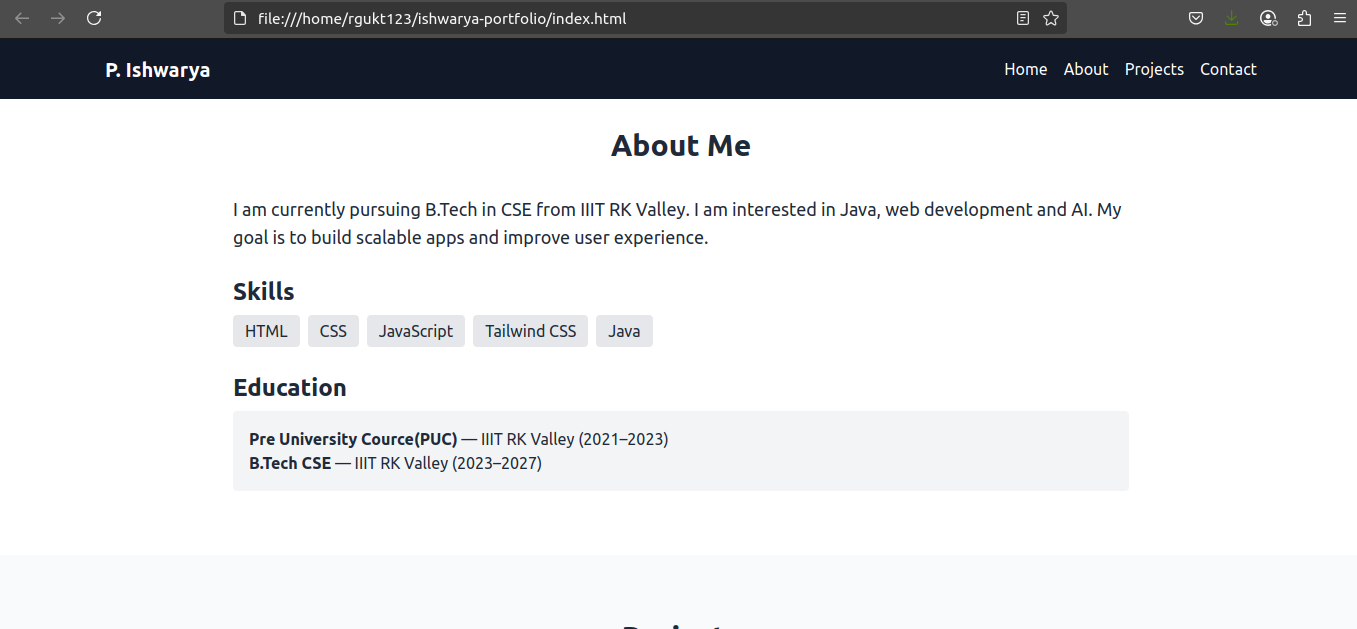 file:///home/rgukt123/ishwarya-portfolio/index.html
P. Ishwarya
Home About Projects Contact
About Me
I am currently pursuing B.Tech in CSE from IIIT RK Valley. I am interested in Java, web development and AI. My
goal is to build scalable apps and improve user experience.
Skills
HTML CSS JavaScript Tailwind CSS Java
Education
Pre University Cource(PUC) — IIIT RK Valley (2021–2023)
B.Tech CSE — IIIT RK Valley (2023–2027)